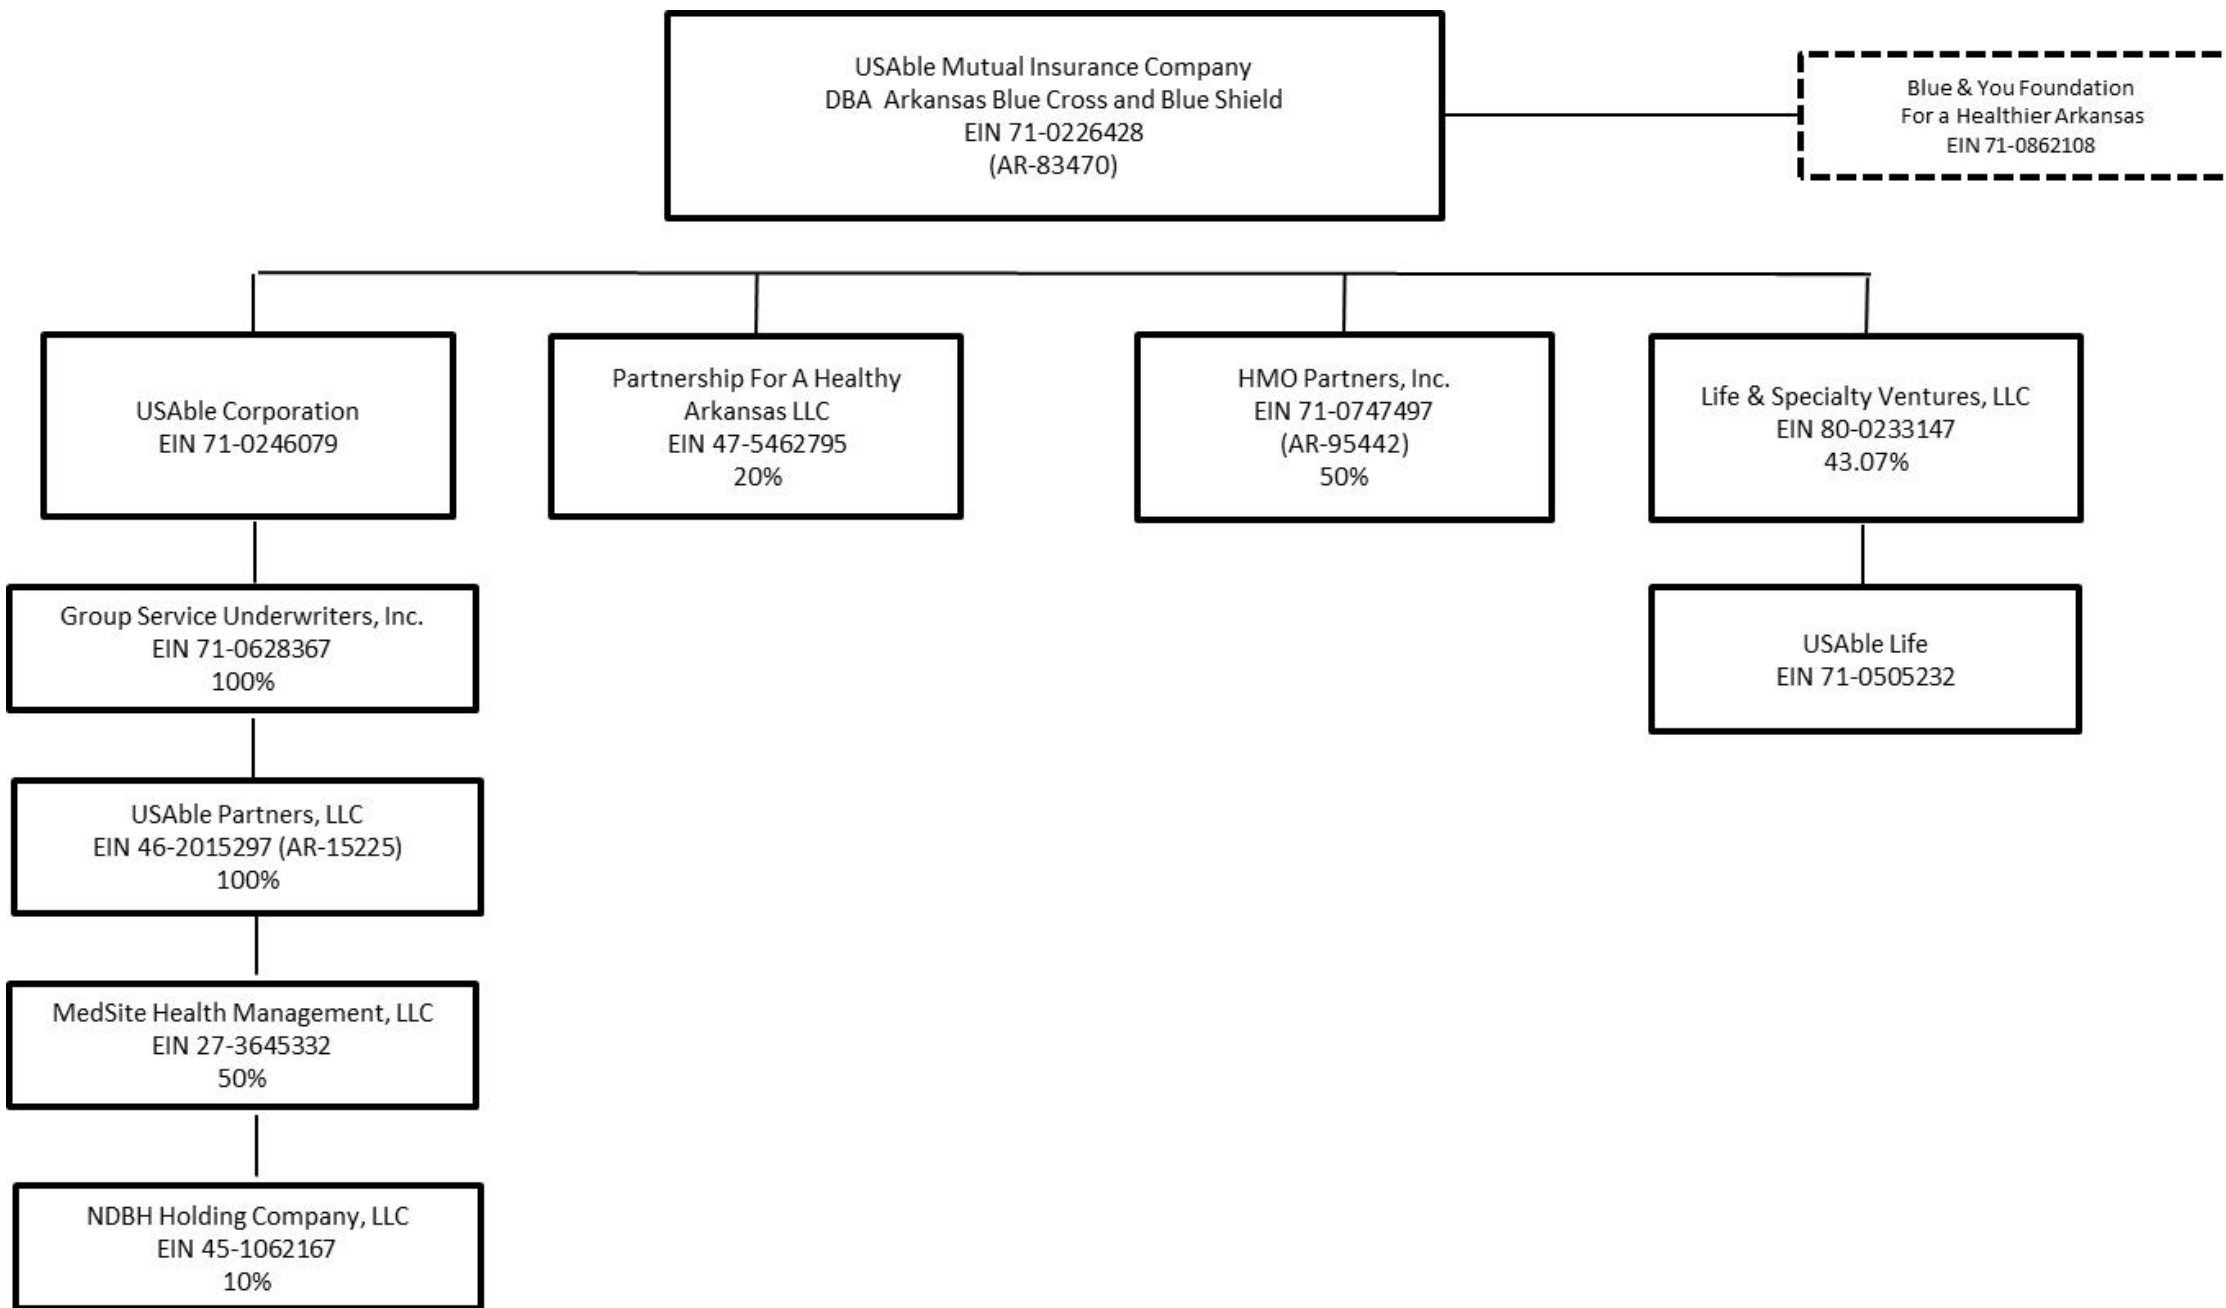 USAble Mutual Insurance Company
DBA Arkansas Blue Cross and Blue Shield
EIN 71-0226428
(AR-83470)
Blue & You Foundation
For a Healthier Arkansas
EIN 71-0862108
USAble Corporation
EIN 71-0246079
Partnership For A Healthy
Arkansas LLC
EIN 47-5462795
20%
HMO Partners, Inc.
EIN 71-0747497
(AR-95442)
50%
Life & Specialty Ventures, LLC
EIN 80-0233147
43.07%
Group Service Underwriters, Inc.
EIN 71-0628367
100%
USAble Life
EIN 71-0505232
USAble Partners, LLC
EIN 46-2015297 (AR-15225)
100%
MedSite Health Management, LLC
EIN 27-3645332
50%
NDBH Holding Company, LLC
EIN 45-1062167
10%